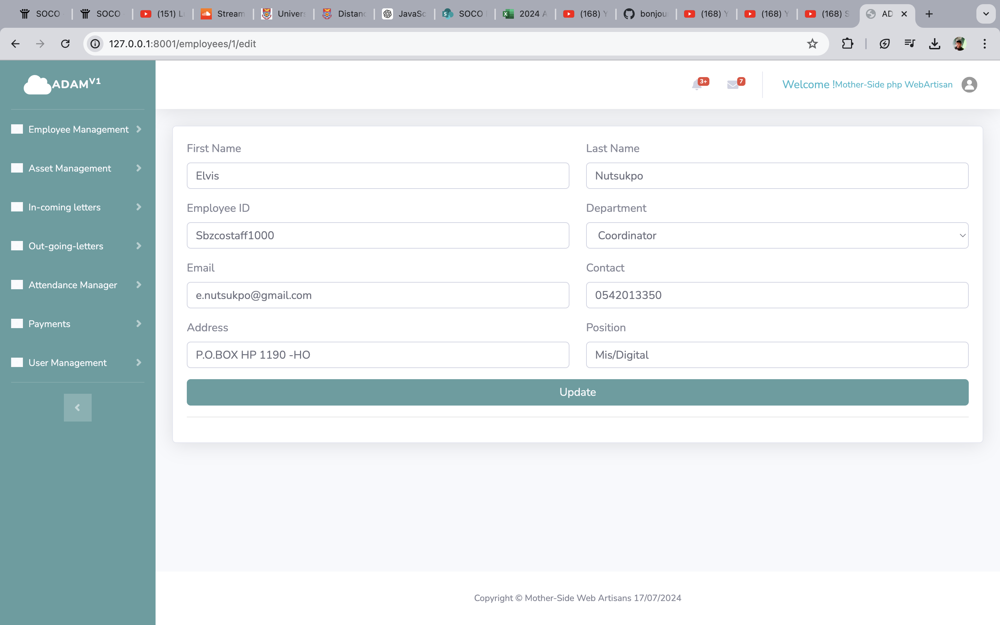 SOCO
SOCO
(151) L
Stream
Univer
Distanc
JavaSc
SOCO
2024 A
(168) Y
bonjou
(168) Y
(168) Y
(168) S
AD
127.0.0.1:8001/employees/1/edit
ADAM V1
3+
7
Welcome !Mother-Side php WebArtisan
Employee Management
Asset Management
In-coming letters
Out-going-letters
Attendance Manager
Payments
User Management
First Name
Last Name
Elvis
Nutsukpo
Employee ID
Department
Sbzcostaff1000
Coordinator
Email
Contact
e.nutsukpo@gmail.com
0542013350
Address
Position
P.O.BOX HP 1190 -HO
Mis/Digital
Update
Copyright © Mother-Side Web Artisans 17/07/2024